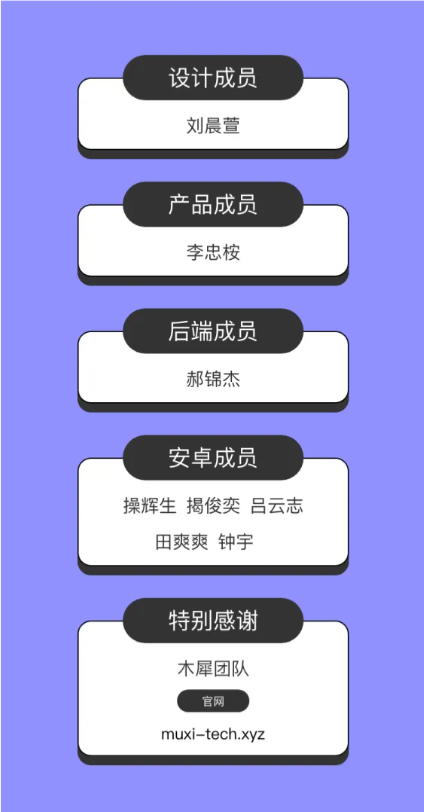 设计成员
刘晨萱
产品成员
李忠桉
后端成员
郝锦杰
安卓成员
操辉生 揭俊奕 吕云志
田爽爽 钟宇
特别感谢
木犀团队
官网
muxi-tech.xyz